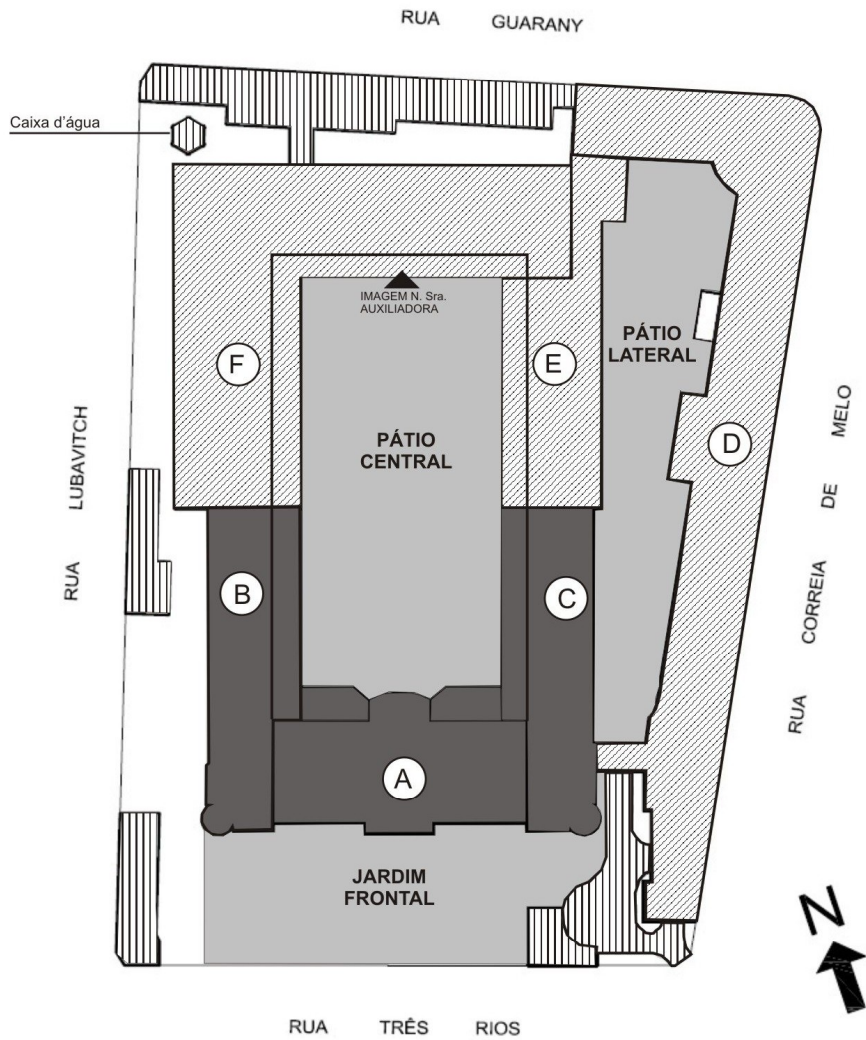 RUA GUARANY
Caixa d'água
IMAGEM N. Sra.
AUXILIADORA
F
E
PÁTIO
LATERAL
PÁTIO
CENTRAL
D
RUA LUBAVITCH
RUA CORREIA DE MELO
B
C
A
JARDIM
FRONTAL
N
RUA TRÊS RIOS